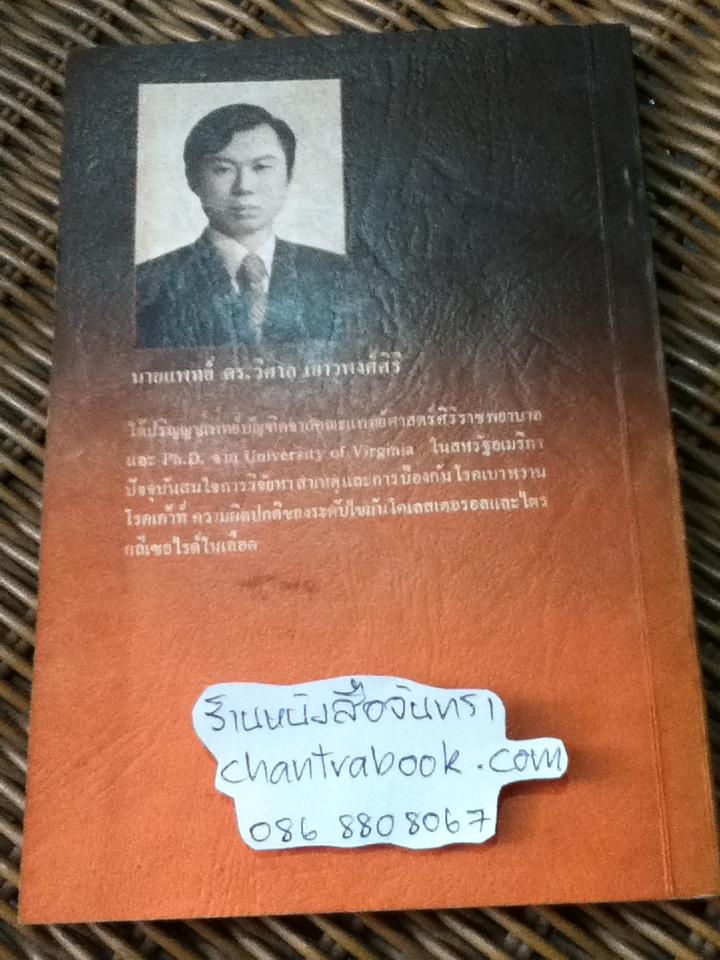 นายแพทย์ ดร.วิศาล เยาวพงศ์ศิริ
ได้ปริญญาแพทย์บัณฑิตจากคณะแพทย์ศาสตร์ศิริราชพยาบาล
และ Ph.D. จาก University of Virginia ในสหรัฐอเมริกา
ปัจจุบันสนใจการวิจัยหาสาเหตุและการป้องกันโรคเบาหวาน
โรคเก๊าท์ ความผิดปกติของระดับไขมันโคเลสเตอรอลและไตร
กลีเซอไรด์ในเลือด
ร้านหนังสือจันทรา
chantrabook.com
086 880 8067